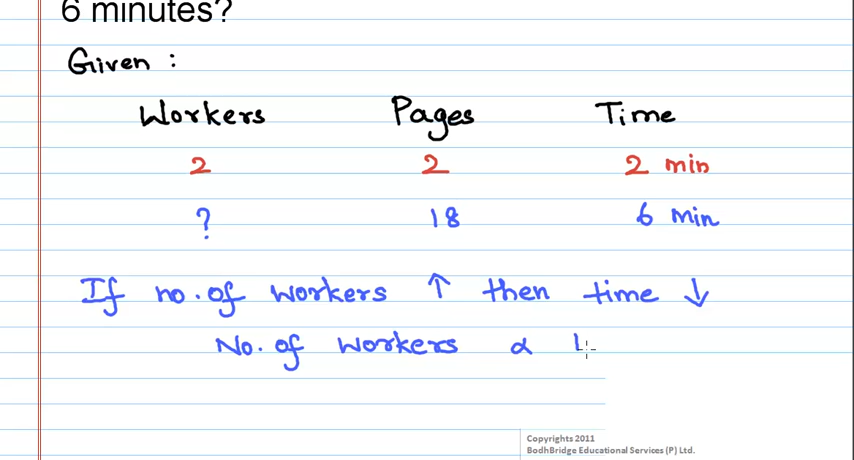 6 minutes?
Given :
Workers Pages Time
2 2 2 min
? 18 6 min
If no. of workers ↑ then time ↓
No. of workers α 1
Copyrights 2011
BodhBridge Educational Services (P) Ltd.